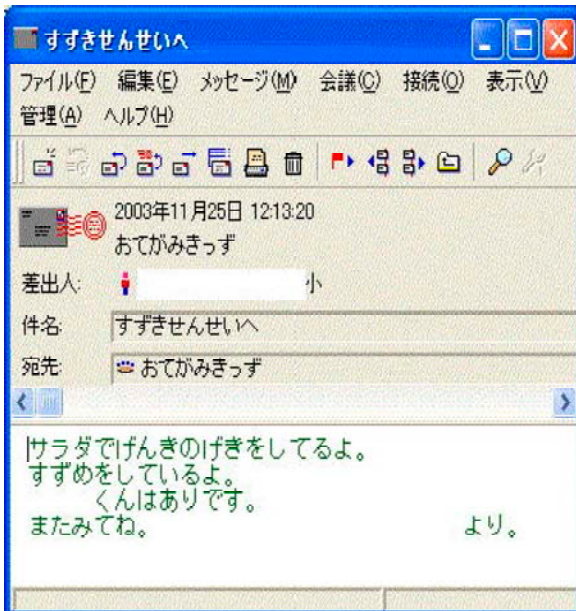 すずきせんせいへ
ファイル(F) 編集(E) メッセージ(M) 会議(C) 接続(O) 表示(V)
管理(A) ヘルプ(H)
2003年11月25日 12:13:20
おてがみきっず
差出人: 小
件名: すずきせんせいへ
宛先: おてがみきっず
サラダでげんきのげきをしてるよ。
すずめをしているよ。
くんはありです。
またみてね。 より。